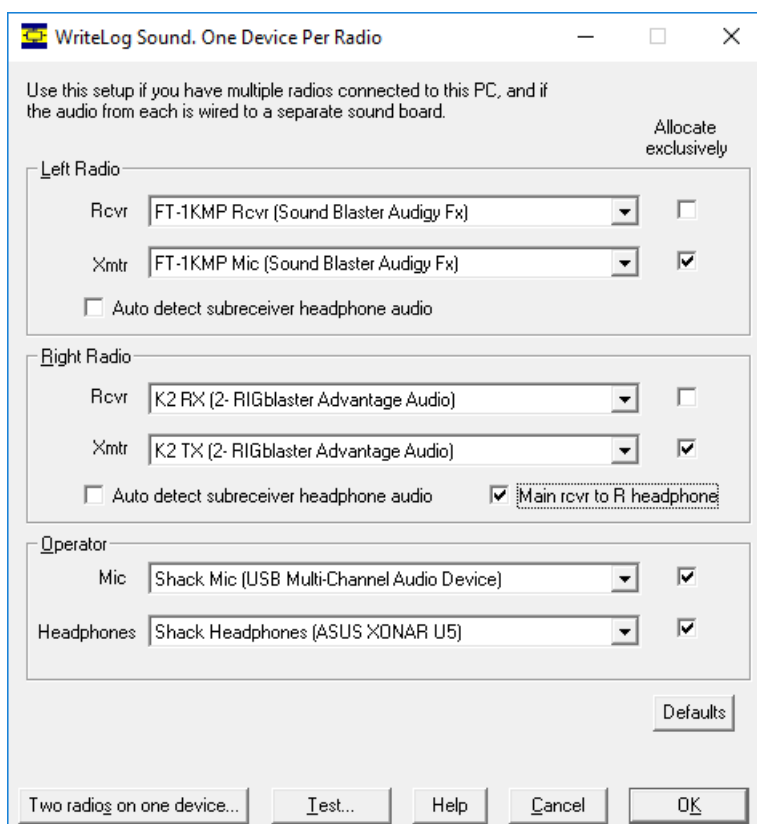 WriteLog Sound. One Device Per Radio
Use this setup if you have multiple radios connected to this PC, and if
the audio from each is wired to a separate sound board.
Allocate
exclusively
Left Radio
Rcvr FT-1KMP Rcvr (Sound Blaster Audigy Fx)
Xmtr FT-1KMP Mic (Sound Blaster Audigy Fx)
Auto detect subreceiver headphone audio
Right Radio
Rcvr K2 RX (2- RIGblaster Advantage Audio)
Xmtr K2 TX (2- RIGblaster Advantage Audio)
Auto detect subreceiver headphone audio Main rcvr to R headphone
Operator
Mic Shack Mic (USB Multi-Channel Audio Device)
Headphones Shack Headphones (ASUS XONAR U5)
Defaults
Two radios on one device... Test... Help Cancel OK